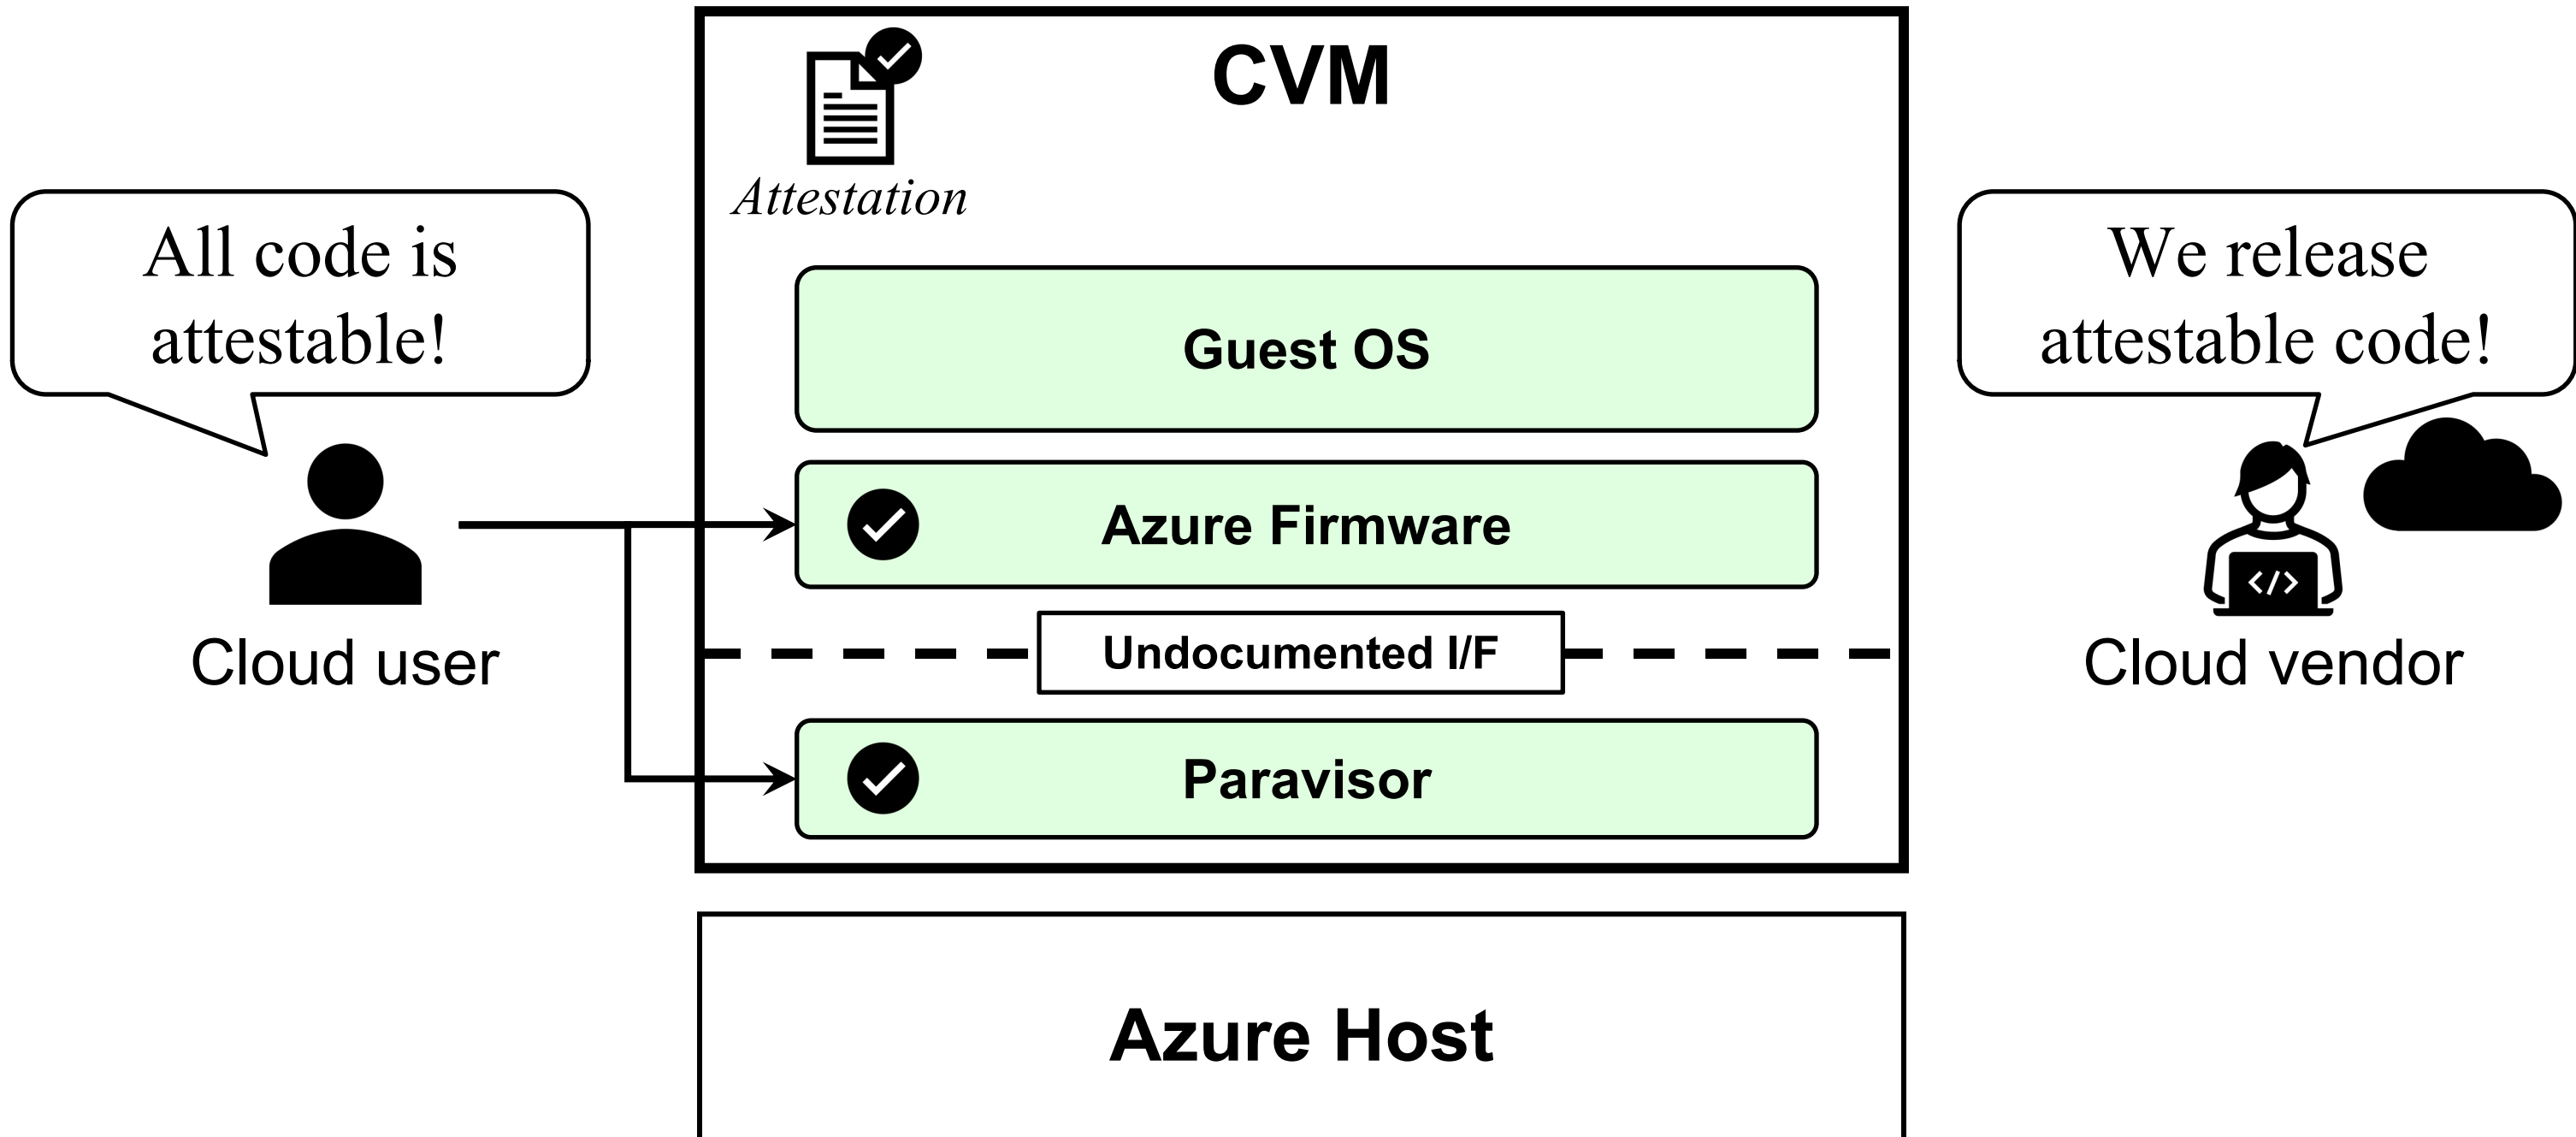 CVM
Attestation
All code is
attestable!
We release
attestable code!
Guest OS
Azure Firmware
Undocumented I/F
Cloud user
Cloud vendor
Paravisor
Azure Host